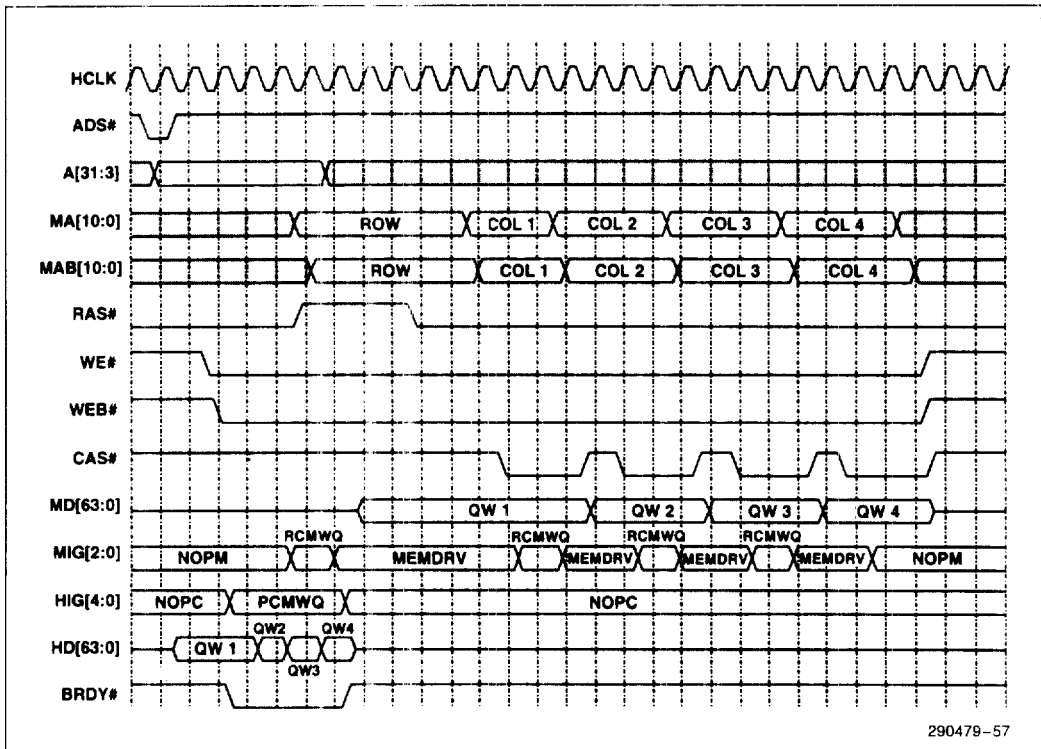 HCLK
ADS#
A[31:3]
MA[10:0] ROW COL 1 COL 2 COL 3 COL 4
MAB[10:0] ROW COL 1 COL 2 COL 3 COL 4
RAS#
WE#
WEB#
CAS#
MD[63:0] QW 1 QW 2 QW 3 QW 4
RCMWQ RCMWQ RCMWQ RCMWQ
MIG[2:0] NOPM MEMDRV MEMDRV MEMDRV MEMDRV NOPM
HIG[4:0] NOPC PCMWQ NOPC
QW2 QW4
HD[63:0] QW 1
QW3
BRDY#
290479-57